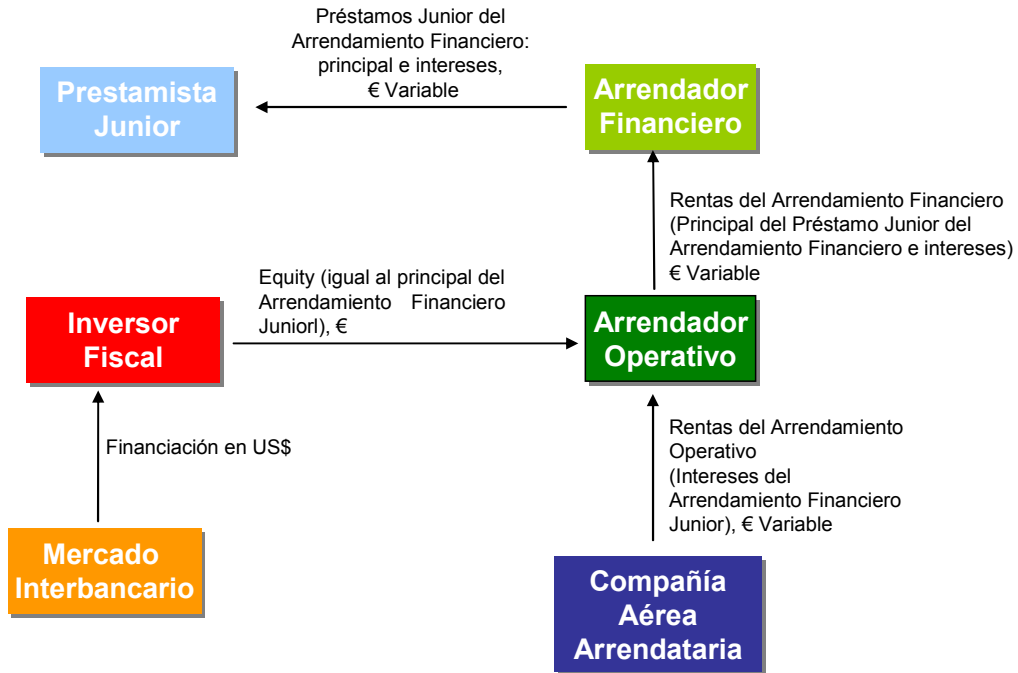 Préstamos Junior del
Arrendamiento Financiero:
principal e intereses,
€ Variable
Prestamista
Junior
Arrendador
Financiero
Rentas del Arrendamiento Financiero
(Principal del Préstamo Junior del
Arrendamiento Financiero e intereses)
€ Variable
Equity (igual al principal del
Arrendamiento Financiero
Juniorl), €
Inversor
Fiscal
Arrendador
Operativo
Financiación en US$
Rentas del Arrendamiento
Operativo
(Intereses del
Arrendamiento Financiero
Junior), € Variable
Mercado
Interbancario
Compañía
Aérea
Arrendataria